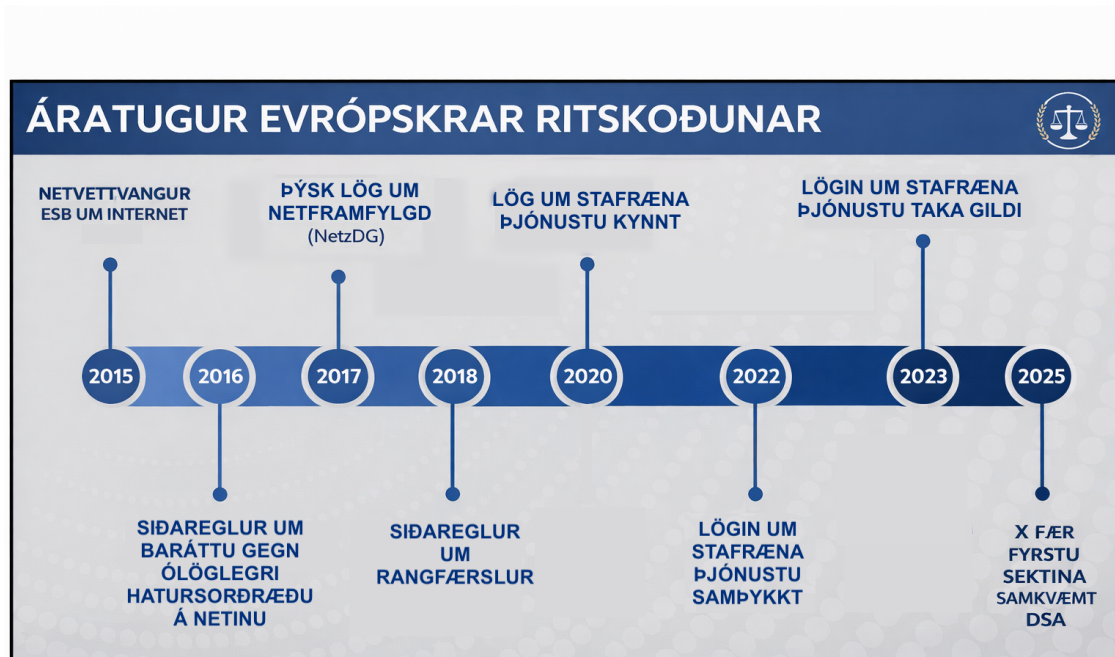 ÁRATUGUR EVRÓPSKRAR RITSKOÐUNAR
NETVETTVANGUR
ESB UM INTERNET
ÞÝSK LÖG UM
NETFRAMFYLGD
(NetzDG)
LÖG UM STAFRÆNA
ÞJÓNUSTU KYNNT
LÖGIN UM STAFRÆNA
ÞJÓNUSTU TAKA GILDI
2015
2016
2017
2018
2020
2022
2023
2025
SIÐAREGLUR UM
BARÁTTU GEGN
ÓLÖGLEGRI
HATURSORÐRÆÐU
Á NETINU
SIÐAREGLUR
UM
RANGFÆRSLUR
LÖGIN UM
STAFRÆNA
ÞJÓNUSTU
SAMÞYKKT
X FÆR
FYRSTU
SEKTINA
SAMKVÆMT
DSA